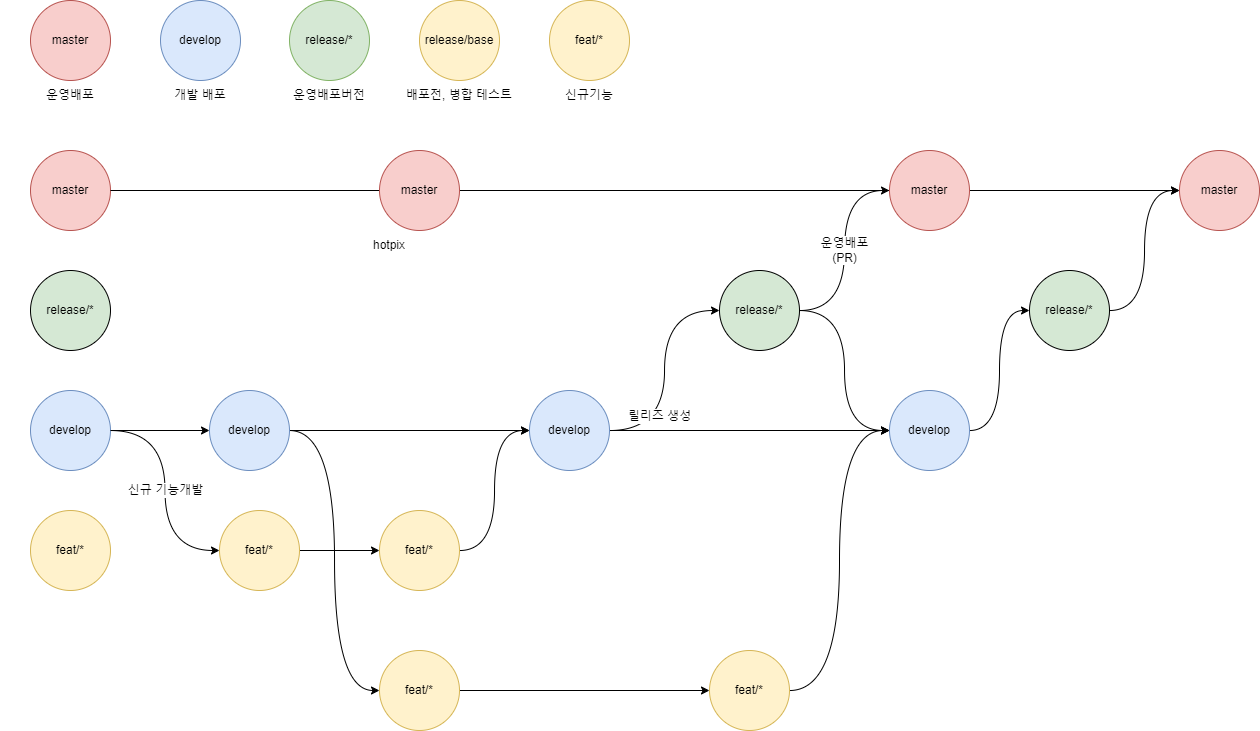 master
develop
release/*
release/base
feat/*
운영배포
개발 배포
운영배포버전
배포전, 병합 테스트
신규기능
master
master
master
master
hotpix
운영배포
(PR)
release/*
release/*
release/*
릴리즈 생성
develop
develop
develop
develop
신규 기능개발
feat/*
feat/*
feat/*
feat/*
feat/*